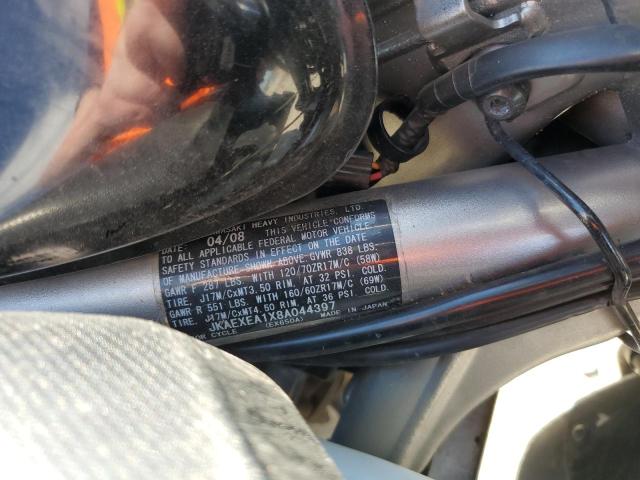 HEAVY INDUSTRIES, LTD.
DATE: 04/08 THIS VEHICLE CONFORMS
TO ALL APPLICABLE FEDERAL MOTOR VEHICLE
SAFETY STANDARDS IN EFFECT ON THE DATE
OF MANUFACTURE SHOWN ABOVE. GVWR 838 LBS.
GAWR F 287 LBS. WITH 120/70ZR17M/C (58W)
TIRE, J17M/CxMT3.50 RIM, AT 32 PSI. COLD.
GAWR R 551 LBS. WITH 160/60ZR17M/C (69W)
TIRE, J17M/CxMT4.50 RIM, AT 36 PSI. COLD.
JKAEXEA1X8A044397
CYCLE (EX650A) MADE IN JAPAN